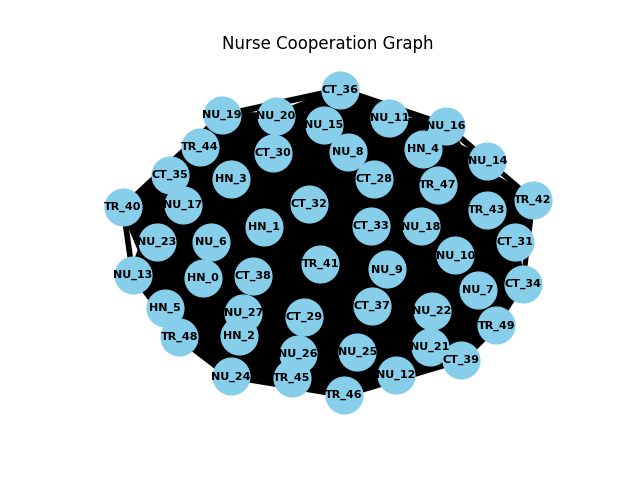 Nurse Cooperation Graph
CT_36
NU_19
NU_20
NU_11
NU_15
NU_16
TR_44
CT_30
NU_8
HN_4
NU_14
CT_35
HN_3
CT_28
TR_47
TR_42
TR_40
NU_17
CT_32
TR_43
HN_1
CT_33
NU_18
NU_23
NU_6
CT_31
NU_10
TR_41
NU_9
NU_13
HN_0
CT_38
CT_34
NU_7
HN_5
CT_37
NU_27
CT_29
NU_22
TR_49
TR_48
HN_2
NU_26
NU_25
NU_21
CT_39
NU_24
TR_45
NU_12
TR_46